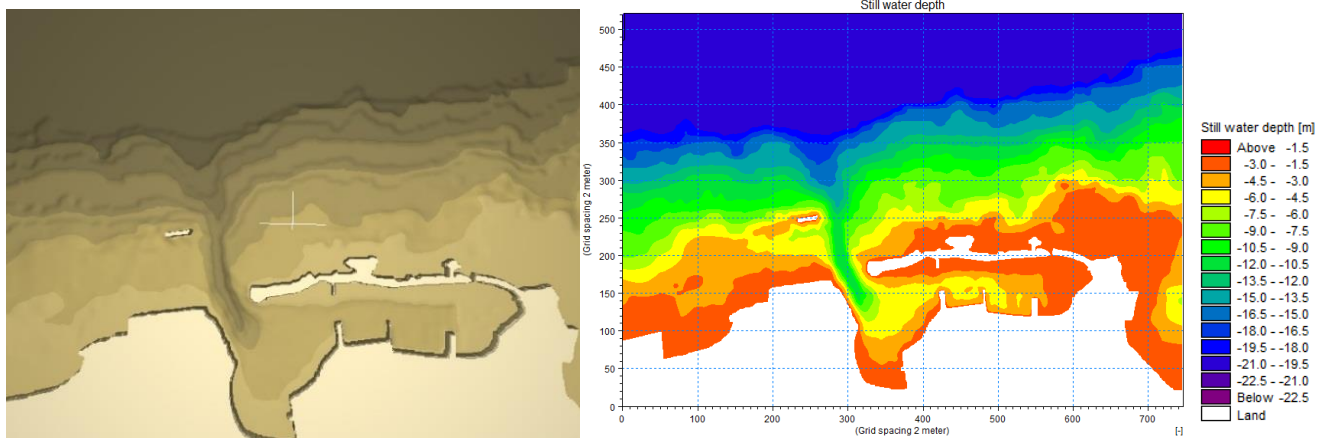 Still water depth
500
450
400
350
300
250
200
150
100
50
0
(Grid spacing 2 meter)
0
100
200
300
400
500
600
700
(Grid spacing 2 meter)
[-]
Still water depth [m]
Above -1.5
-3.0 - -1.5
-4.5 - -3.0
-6.0 - -4.5
-7.5 - -6.0
-9.0 - -7.5
-10.5 - -9.0
-12.0 - -10.5
-13.5 - -12.0
-15.0 - -13.5
-16.5 - -15.0
-18.0 - -16.5
-19.5 - -18.0
-21.0 - -19.5
-22.5 - -21.0
Below -22.5
Land